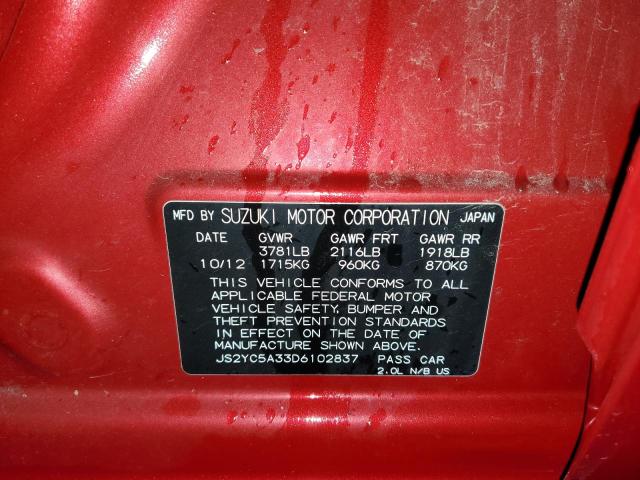 MFD BY SUZUKI MOTOR CORPORATION JAPAN
DATE GVWR GAWR FRT GAWR RR
3781LB 2116LB 1918LB
10/12 1715KG 960KG 870KG
THIS VEHICLE CONFORMS TO ALL
APPLICABLE FEDERAL MOTOR
VEHICLE SAFETY, BUMPER AND
THEFT PREVENTION STANDARDS
IN EFFECT ON THE DATE OF
MANUFACTURE SHOWN ABOVE.
JS2YC5A33D6102837 PASS CAR
2.0L N/B US